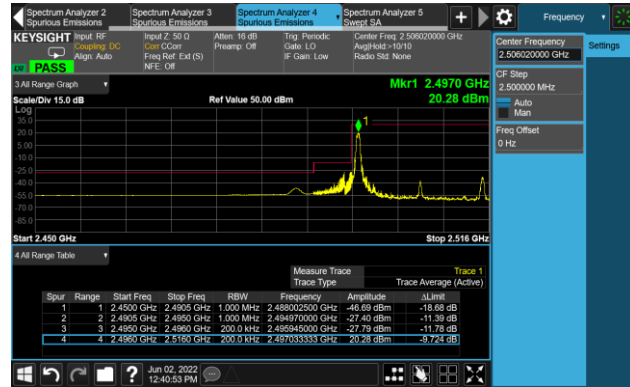 Spectrum Analyzer 2
Spurious Emissions
Spectrum Analyzer 3
Spurious Emissions
Spectrum Analyzer 4
Spurious Emissions
Spectrum Analyzer 5
Swept SA
Frequency
KEYSIGHT
Input: RF
Coupling: DC
Align: Auto
Input Z: 50 Ω
Corr CCorr
Freq Ref: Ext (S)
NFE: Off
Atten: 16 dB
Preamp: Off
Trig: Periodic
Gate: LO
IF Gain: Low
Center Freq: 2.506020000 GHz
Avg|Hold:>10/10
Radio Std: None
PASS
Center Frequency
2.506020000 GHz
Settings
CF Step
2.500000 MHz
Auto
Man
Freq Offset
0 Hz
3 All Range Graph
Mkr1 2.4970 GHz
Scale/Div 15.0 dB
Ref Value 50.00 dBm
20.28 dBm
Log
35.0
20.0
5.00
-10.0
-25.0
-40.0
-55.0
-70.0
-85.0
1
Start 2.450 GHz
Stop 2.516 GHz
4 All Range Table
Measure Trace
Trace 1
Trace Type
Trace Average (Active)
Spur Range Start Freq Stop Freq RBW Frequency Amplitude ΔLimit
1 1 2.4500 GHz 2.4905 GHz 1.000 MHz 2.488002500 GHz -46.69 dBm -18.68 dB
2 2 2.4905 GHz 2.4950 GHz 1.000 MHz 2.494970000 GHz -27.40 dBm -11.39 dB
3 3 2.4950 GHz 2.4960 GHz 200.0 kHz 2.495945000 GHz -27.79 dBm -11.78 dB
4 4 2.4960 GHz 2.5160 GHz 200.0 kHz 2.497033333 GHz 20.28 dBm -9.724 dB
Jun 02, 2022
12:40:53 PM